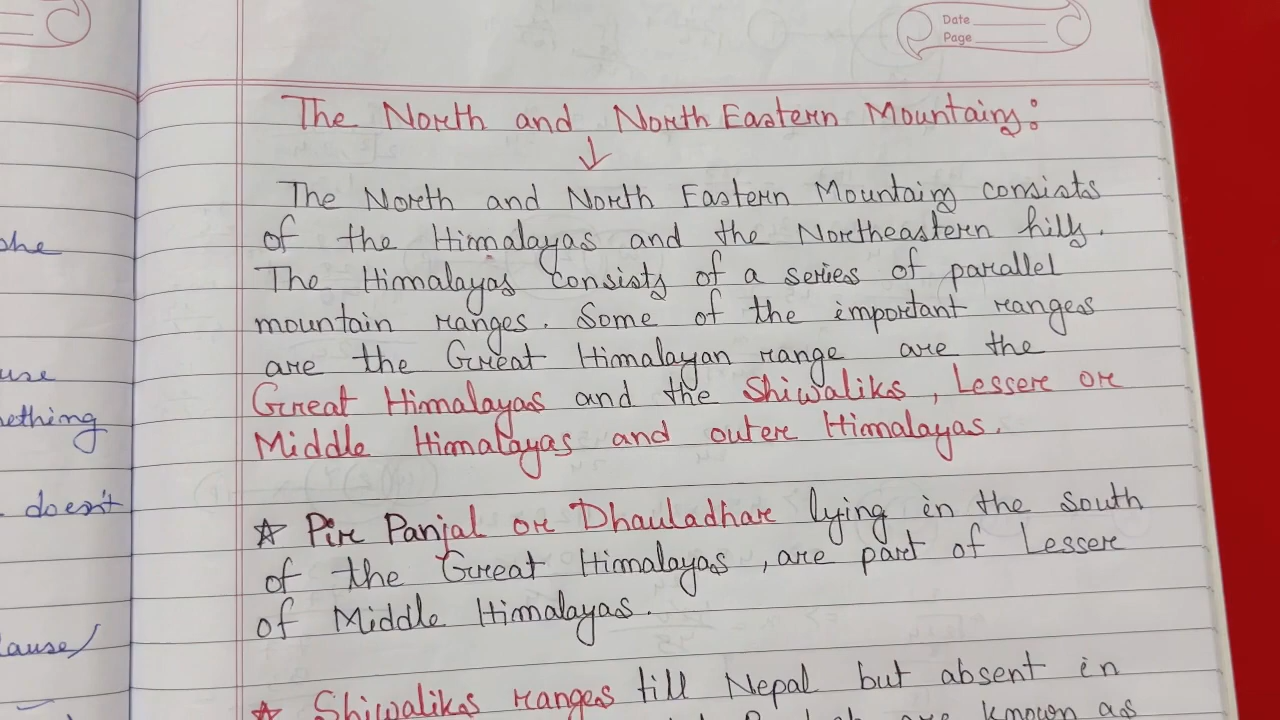 Date
Page
The North and North Eastern Mountains:
The North and North Eastern Mountains consists
of the Himalayas and the Northeastern hills.
The Himalayas consists of a series of parallel
mountain ranges. Some of the important ranges
are the Great Himalayan range are the
Great Himalayas and the Shiwaliks, Lesser or
Middle Himalayas and outer Himalayas.
☆ Pir Panjal or Dhauladhar lying in the south
of the Great Himalayas, are part of Lesser
of Middle Himalayas.
☆ Shiwaliks ranges till Nepal but absent in
are known as
use
ething
doesn't
ause/